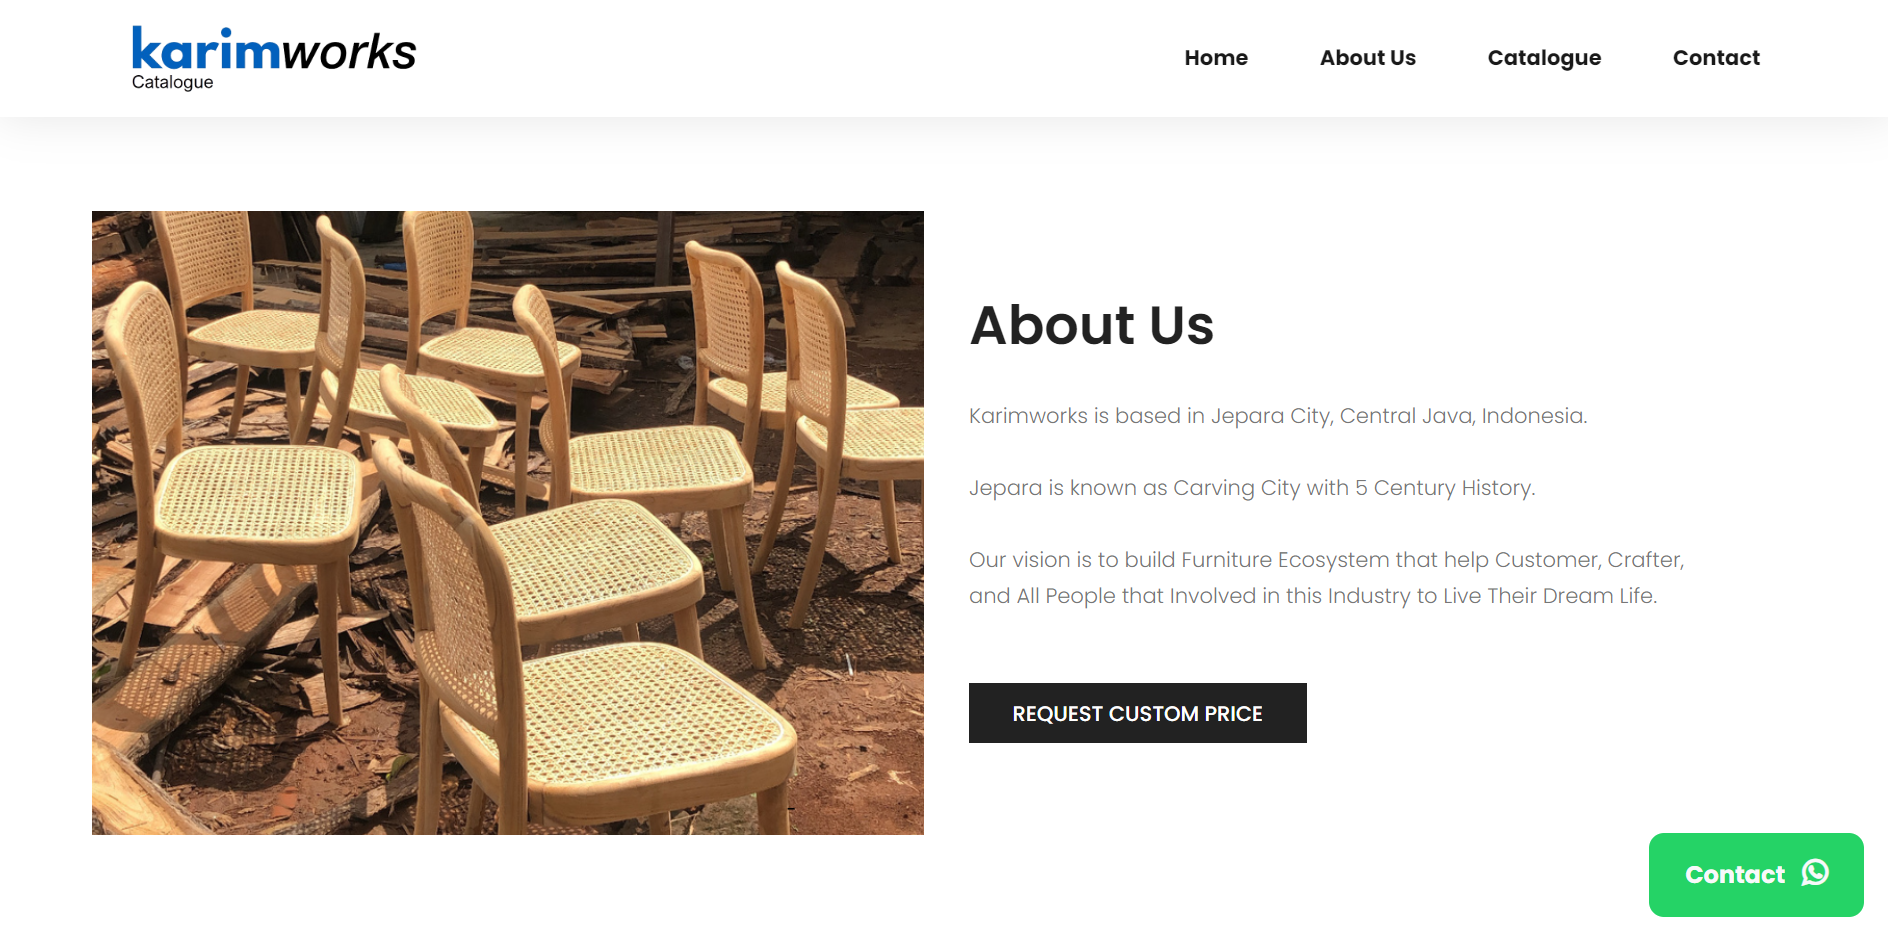 karimworks
Catalogue
Home
About Us
Catalogue
Contact
About Us
Karimworks is based in Jepara City, Central Java, Indonesia.
Jepara is known as Carving City with 5 Century History.
Our vision is to build Furniture Ecosystem that help Customer, Crafter,
and All People that Involved in this Industry to Live Their Dream Life.
REQUEST CUSTOM PRICE
Contact